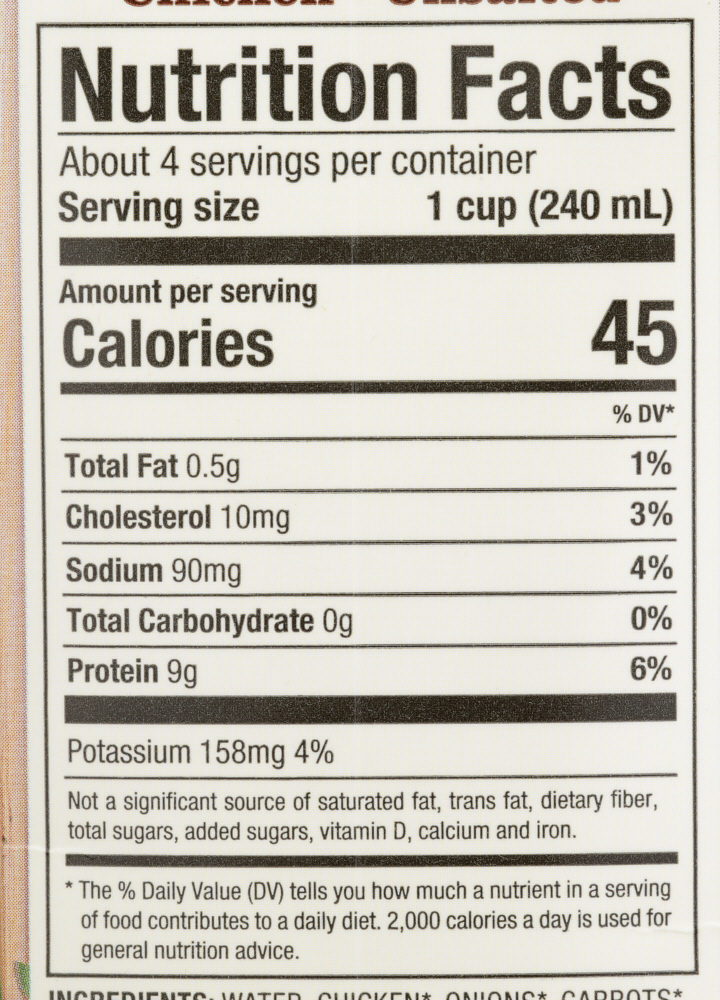 Chicken Unsalted
Nutrition Facts
About 4 servings per container
Serving size 1 cup (240 mL)
Amount per serving
Calories 45
% DV*
Total Fat 0.5g 1%
Cholesterol 10mg 3%
Sodium 90mg 4%
Total Carbohydrate 0g 0%
Protein 9g 6%
Potassium 158mg 4%
Not a significant source of saturated fat, trans fat, dietary fiber,
total sugars, added sugars, vitamin D, calcium and iron.
* The % Daily Value (DV) tells you how much a nutrient in a serving
of food contributes to a daily diet. 2,000 calories a day is used for
general nutrition advice.
INGREDIENTS: WATER, CHICKEN*, ONIONS*, CARROTS*,